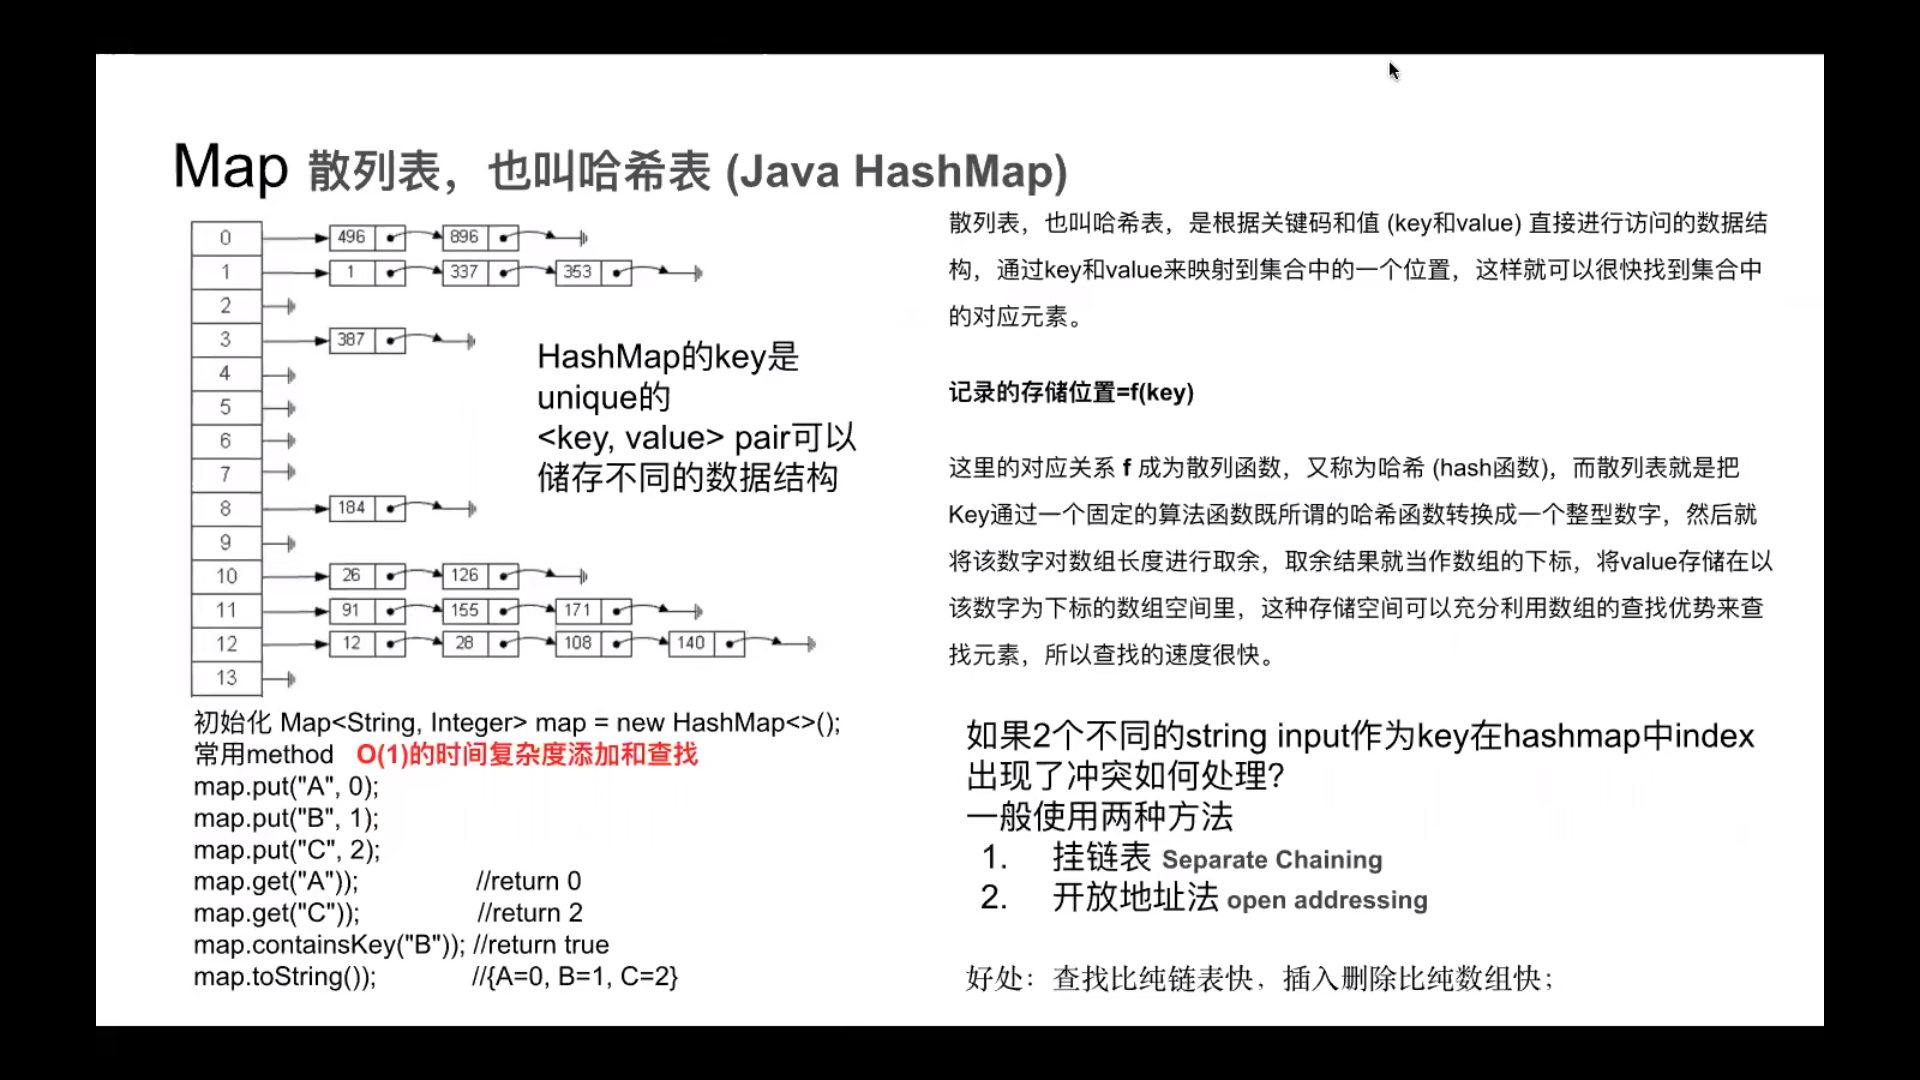 Map 散列表，也叫哈希表 (Java HashMap)
0 496 896
1 1 337 353
2
3 387
4
5
6
7
8 184
9
10 26 126
11 91 155 171
12 12 28 108 140
13
HashMap的key是
unique的
<key, value> pair可以
储存不同的数据结构
初始化 Map<String, Integer> map = new HashMap<>();
常用method O(1)的时间复杂度添加和查找
map.put("A", 0);
map.put("B", 1);
map.put("C", 2);
map.get("A")); //return 0
map.get("C")); //return 2
map.containsKey("B")); //return true
map.toString()); //{A=0, B=1, C=2}
散列表，也叫哈希表，是根据关键码和值 (key和value) 直接进行访问的数据结
构，通过key和value来映射到集合中的一个位置，这样就可以很快找到集合中
的对应元素。
记录的存储位置=f(key)
这里的对应关系 f 成为散列函数，又称为哈希 (hash函数)，而散列表就是把
Key通过一个固定的算法函数既所谓的哈希函数转换成一个整型数字，然后就
将该数字对数组长度进行取余，取余结果就当作数组的下标，将value存储在以
该数字为下标的数组空间里，这种存储空间可以充分利用数组的查找优势来查
找元素，所以查找的速度很快。
如果2个不同的string input作为key在hashmap中index
出现了冲突如何处理?
一般使用两种方法
1. 挂链表 Separate Chaining
2. 开放地址法 open addressing
好处：查找比纯链表快，插入删除比纯数组快；